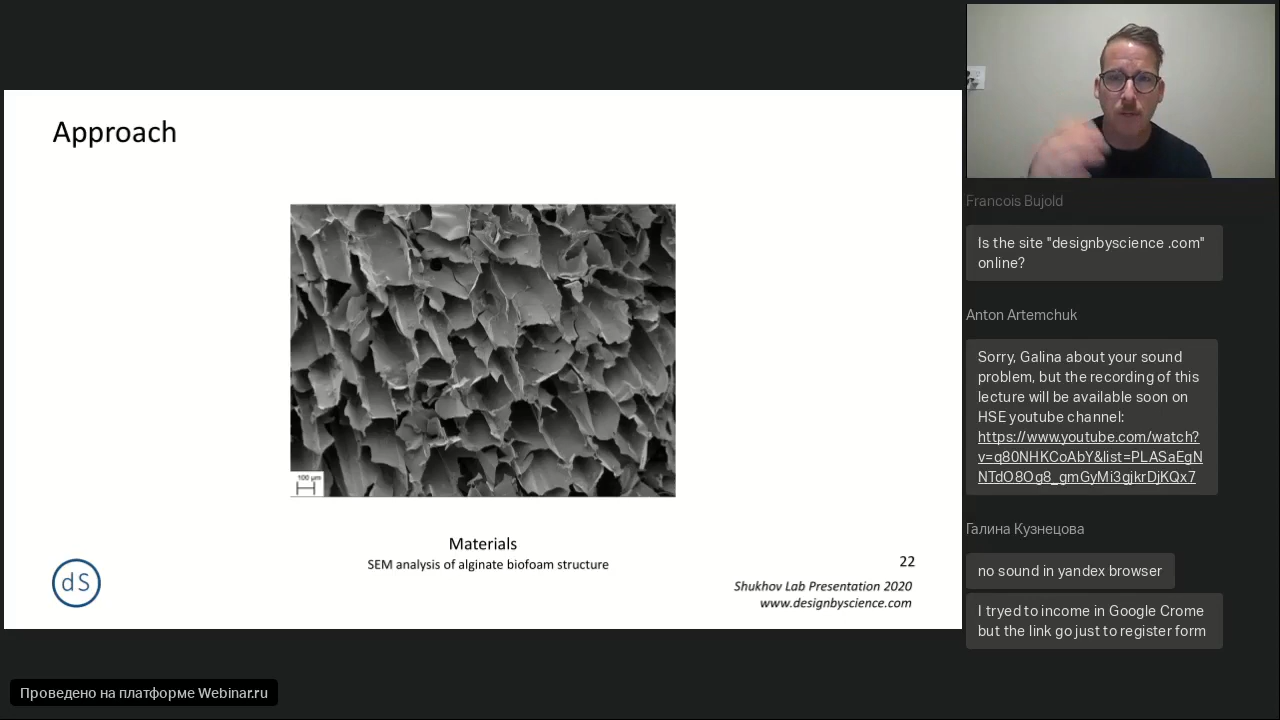 Approach
100 µm
Materials
SEM analysis of alginate biofoam structure
22
Shukhov Lab Presentation 2020
www.designbyscience.com
dS
Francois Bujold
Is the site "designbyscience .com"
online?
Anton Artemchuk
Sorry, Galina about your sound
problem, but the recording of this
lecture will be available soon on
HSE youtube channel:
https://www.youtube.com/watch?
v=q80NHKCoAbY&list=PLASaEgN
NTdO8Og8_gmGyMi3gjkrDjKQx7
Галина Кузнецова
no sound in yandex browser
I tryed to income in Google Crome
but the link go just to register form
Проведено на платформе Webinar.ru